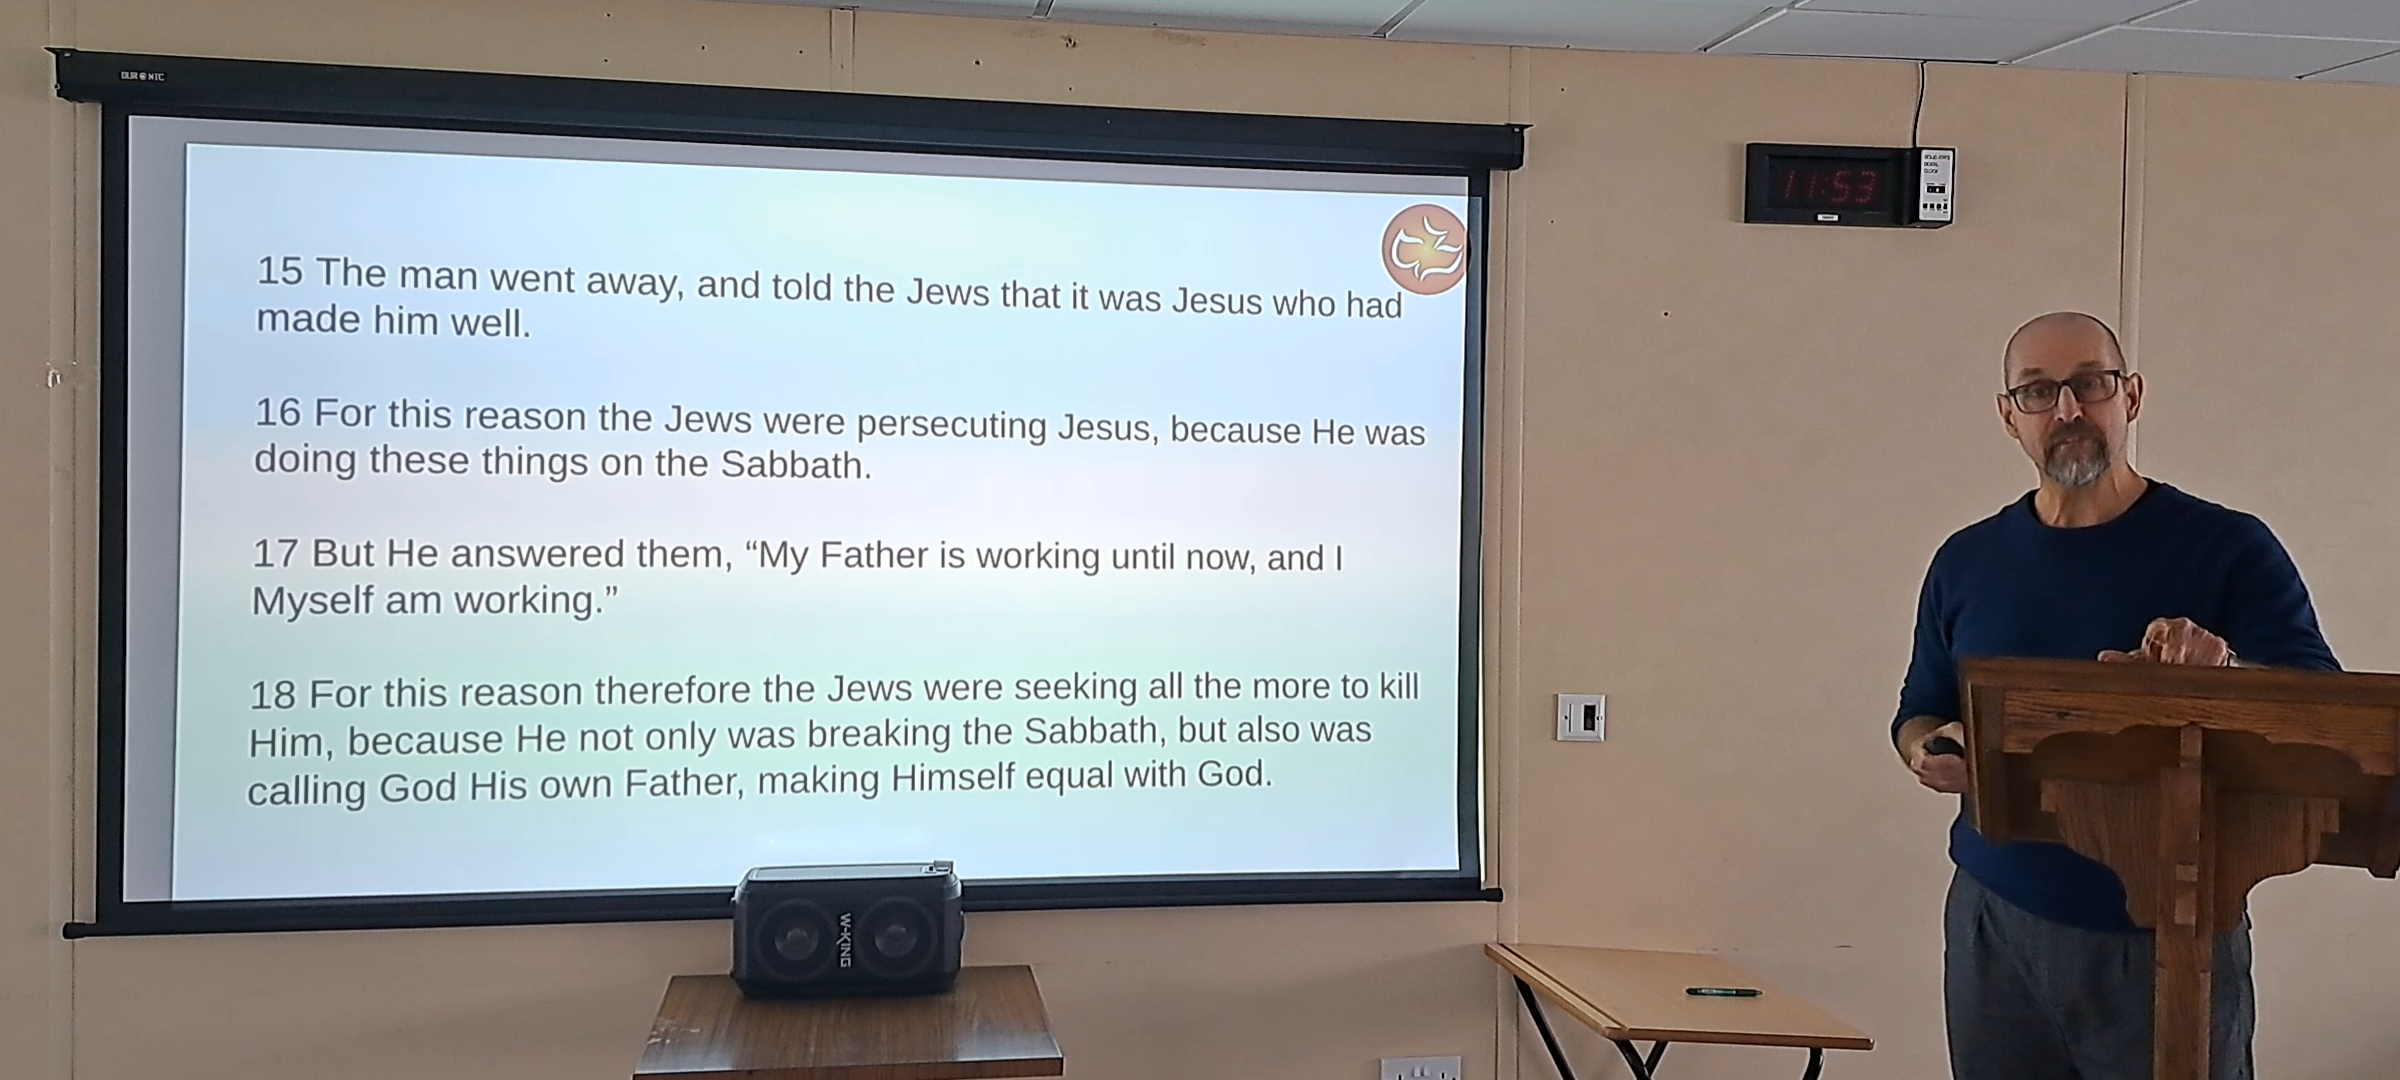 DURONIC
11:53
15 The man went away, and told the Jews that it was Jesus who had
made him well.
16 For this reason the Jews were persecuting Jesus, because He was
doing these things on the Sabbath.
17 But He answered them, “My Father is working until now, and I
Myself am working.”
18 For this reason therefore the Jews were seeking all the more to kill
Him, because He not only was breaking the Sabbath, but also was
calling God His own Father, making Himself equal with God.
W-KING